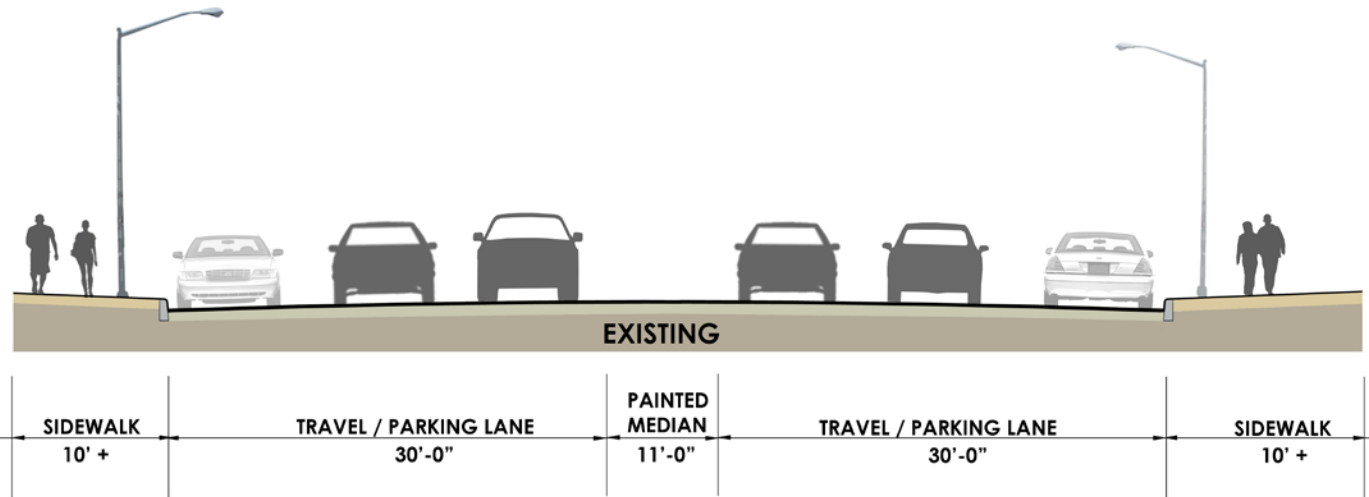 EXISTING
SIDEWALK
10' +
TRAVEL / PARKING LANE
30'-0"
PAINTED
MEDIAN
11'-0"
TRAVEL / PARKING LANE
30'-0"
SIDEWALK
10' +